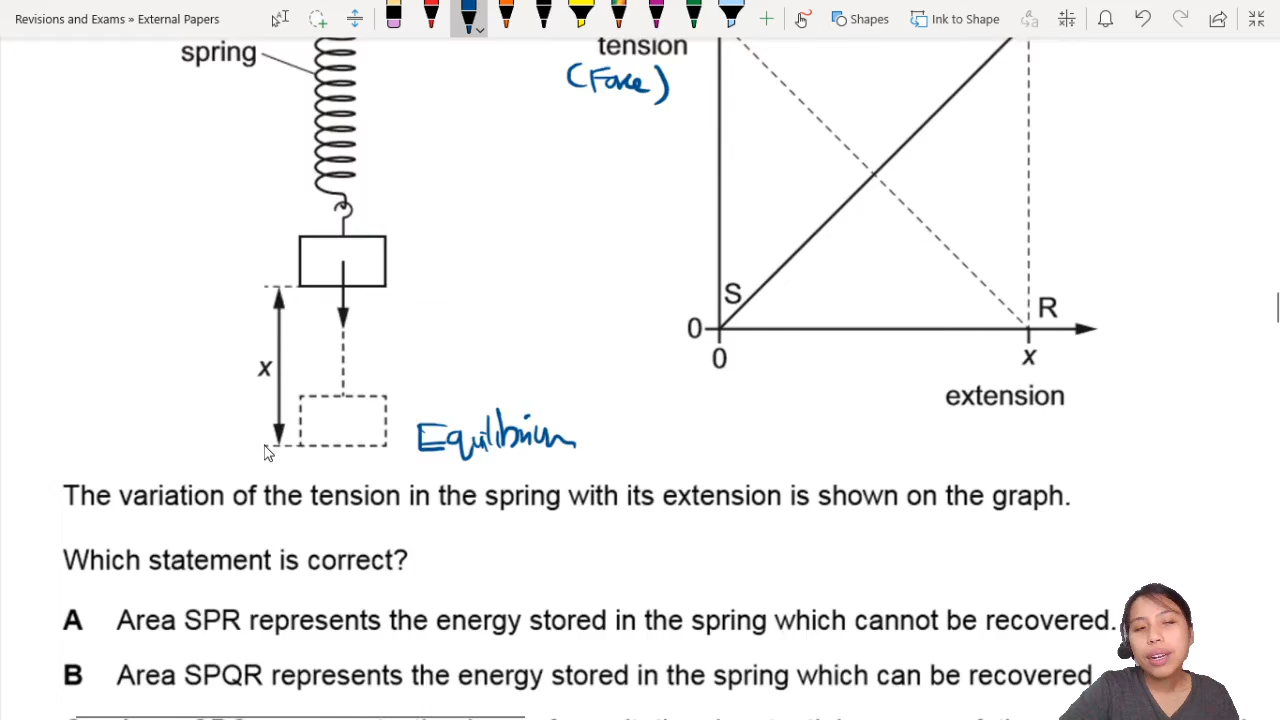 Revisions and Exams » External Papers
Shapes
Ink to Shape
spring
tension
(Force)
S
R
0
0
x
x
extension
Equilibrium
The variation of the tension in the spring with its extension is shown on the graph.
Which statement is correct?
A Area SPR represents the energy stored in the spring which cannot be recovered.
B Area SPQR represents the energy stored in the spring which can be recovered